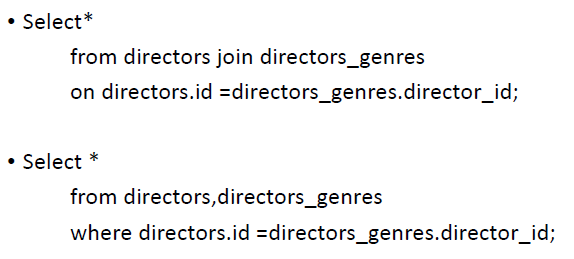 • Select*
from directors join directors_genres
on directors.id =directors_genres.director_id;
• Select *
from directors,directors_genres
where directors.id =directors_genres.director_id;